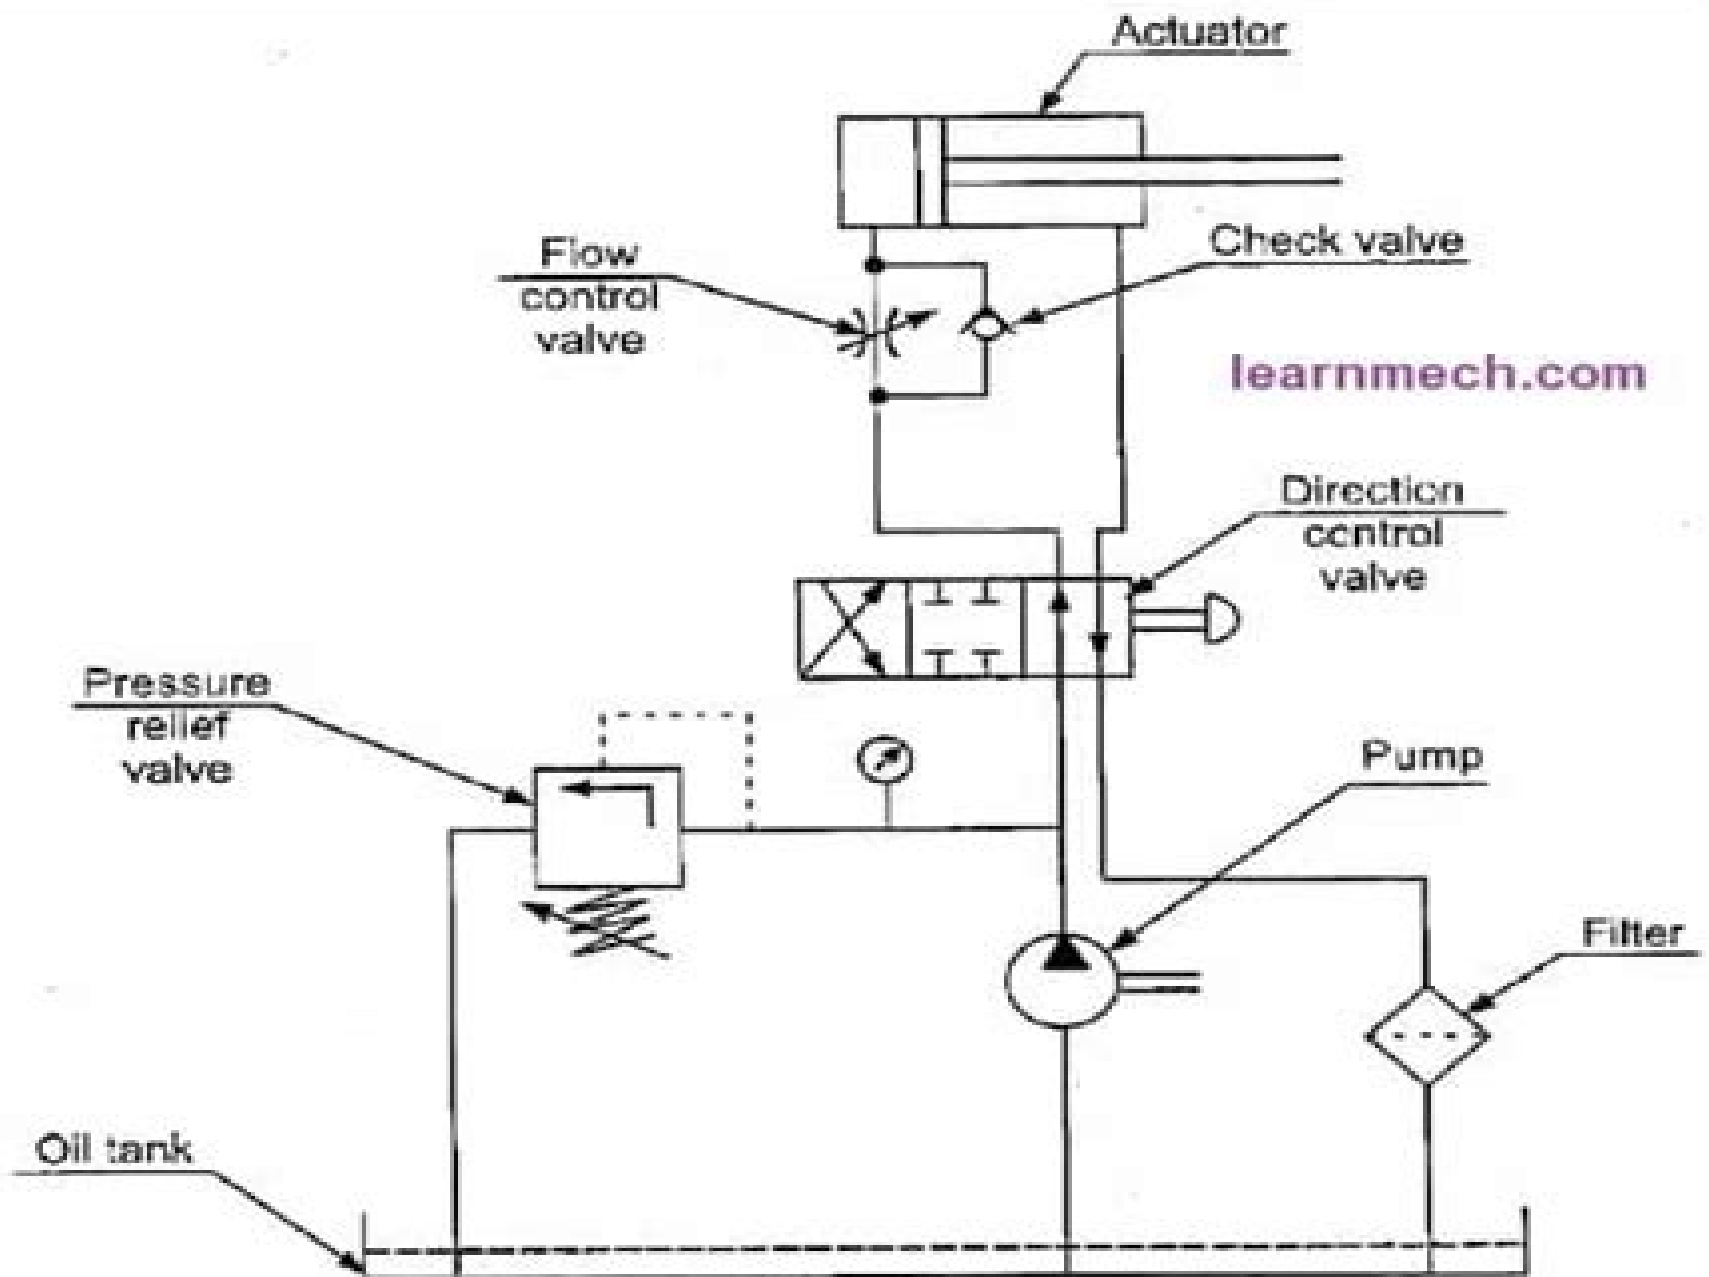 Actuator
Flow
control
valve
Check valve
learnmech.com
Direction
control
valve
Pressure
relief
valve
Pump
Filter
Oil tank